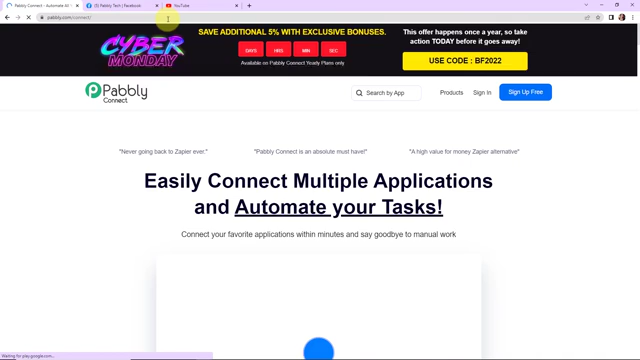 Pabbly Connect - Automate All
Pabbly Tech | Facebook
YouTube
pabbly.com/connect/
CYBER
MONDAY
SAVE ADDITIONAL 5% WITH EXCLUSIVE BONUSES.
DAYS
HRS
MIN
SEC
Available on Pabbly Connect Yearly Plans only
This offer happens once a year, so take
action TODAY before it goes away!
USE CODE : BF2022
Pabbly
Connect
Search by App
Products
Sign In
Sign Up Free
"Never going back to Zapier ever."
"Pabbly Connect is an absolute must have!"
"A high value for money Zapier alternative"
Easily Connect Multiple Applications
and Automate your Tasks!
Connect your favorite applications within minutes and say goodbye to manual work
Waiting for play.google.com...